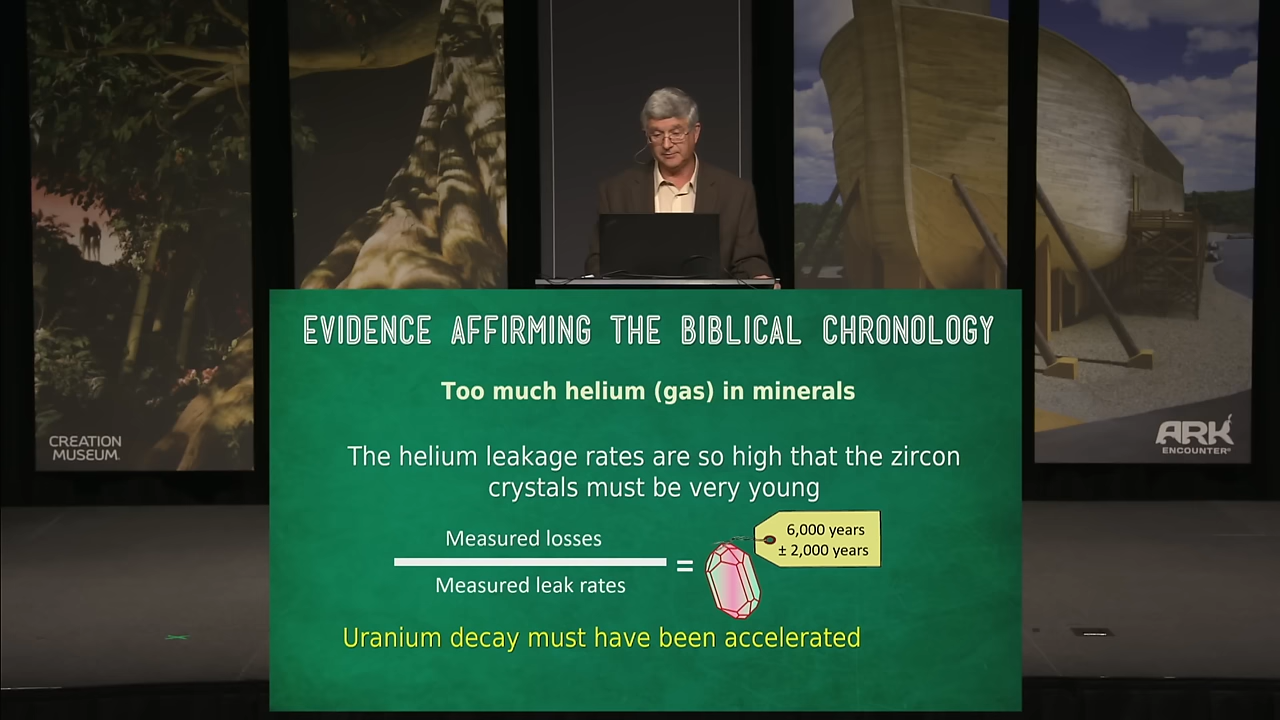 EVIDENCE AFFIRMING THE BIBLICAL CHRONOLOGY
Too much helium (gas) in minerals
The helium leakage rates are so high that the zircon
crystals must be very young
Measured losses
Measured leak rates
=
6,000 years
± 2,000 years
Uranium decay must have been accelerated
CREATION
MUSEUM.
ARK
ENCOUNTER®